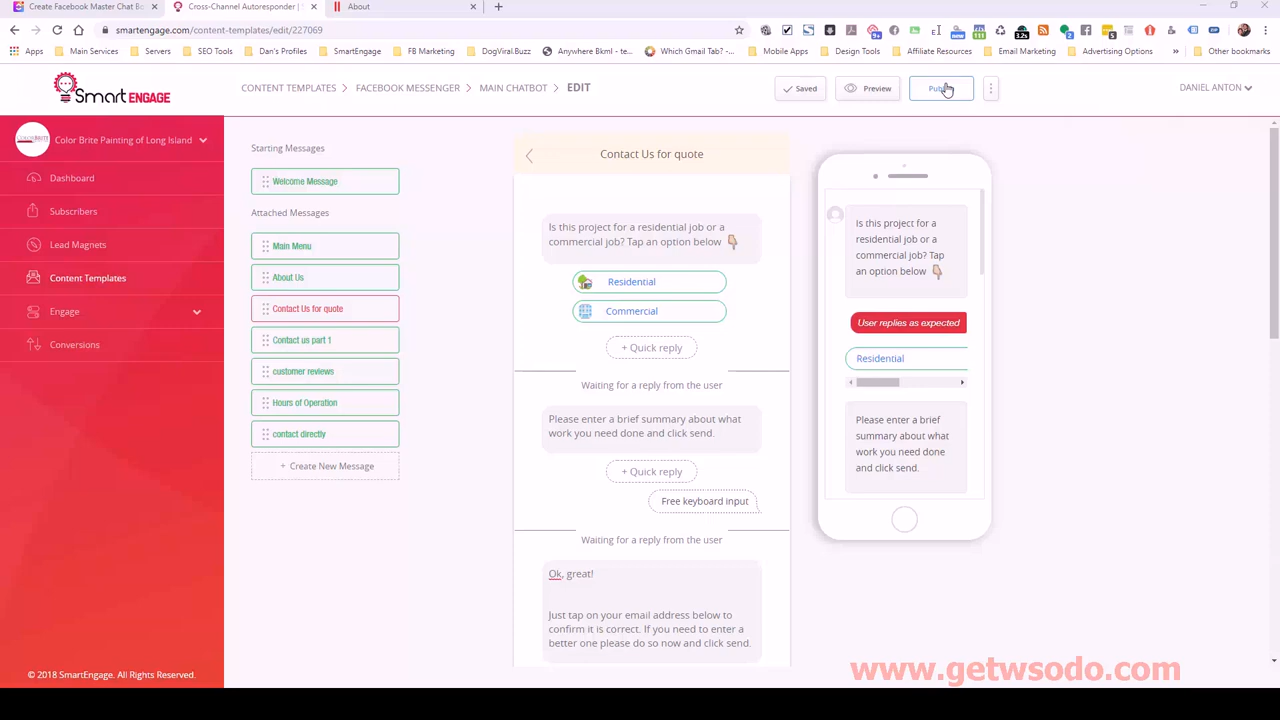 Create Facebook Master Chat Bo
Cross-Channel Autoresponder |
About
smartengage.com/content-templates/edit/227069
Apps
Main Services
Servers
SEO Tools
Dan's Profiles
SmartEngage
FB Marketing
DogViral.Buzz
Anywhere Bkml - te...
Which Gmail Tab? -...
Mobile Apps
Design Tools
Affiliate Resources
Email Marketing
Advertising Options
Other bookmarks
Smart ENGAGE
CONTENT TEMPLATES > FACEBOOK MESSENGER > MAIN CHATBOT > EDIT
Saved
Preview
DANIEL ANTON
Color Brite Painting of Long Island
Dashboard
Subscribers
Lead Magnets
Content Templates
Engage
Conversions
© 2018 SmartEngage. All Rights Reserved.
Starting Messages
Welcome Message
Attached Messages
Main Menu
About Us
Contact Us for quote
Contact us part 1
customer reviews
Hours of Operation
contact directly
+ Create New Message
Contact Us for quote
Is this project for a residential job or a
commercial job? Tap an option below
Residential
Commercial
+ Quick reply
Waiting for a reply from the user
Please enter a brief summary about what
work you need done and click send.
+ Quick reply
Free keyboard input
Waiting for a reply from the user
Ok, great!
Just tap on your email address below to
confirm it is correct. If you need to enter a
better one please do so now and click send.
Is this project for a
residential job or a
commercial job? Tap
an option below
User replies as expected
Residential
Please enter a brief
summary about what
work you need done
and click send.
www.getwsodo.com